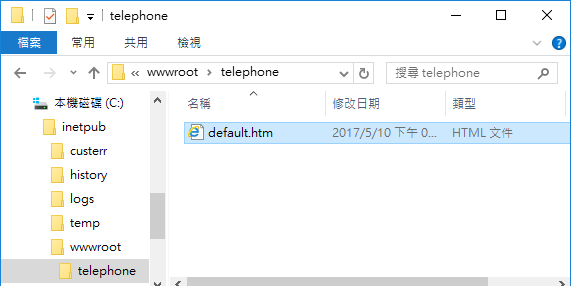 telephone
檔案 常用 共用 檢視
« wwwroot › telephone 搜尋 telephone
本機磁碟 (C:)
inetpub
custerr
history
logs
temp
wwwroot
telephone
名稱 修改日期 類型
default.htm 2017/5/10 下午 0... HTML 文件